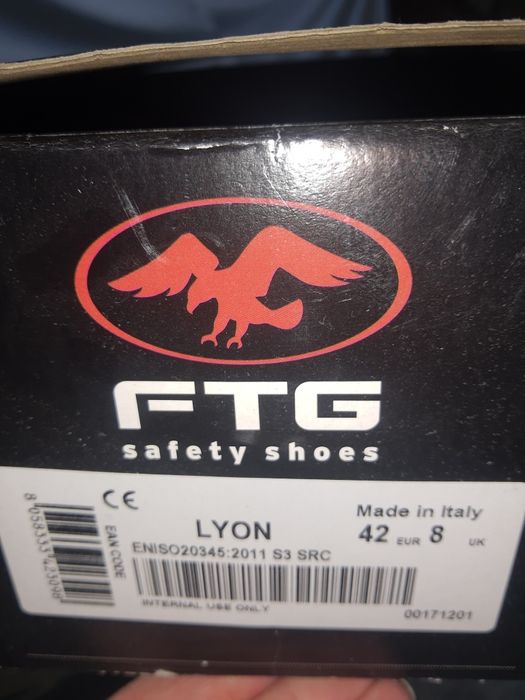 FTG
safety shoes
CE
LYON
Made in Italy
42 EUR 8 UK
ENISO20345:2011 S3 SRC
EAN CODE
INTERNAL USE ONLY
00171201